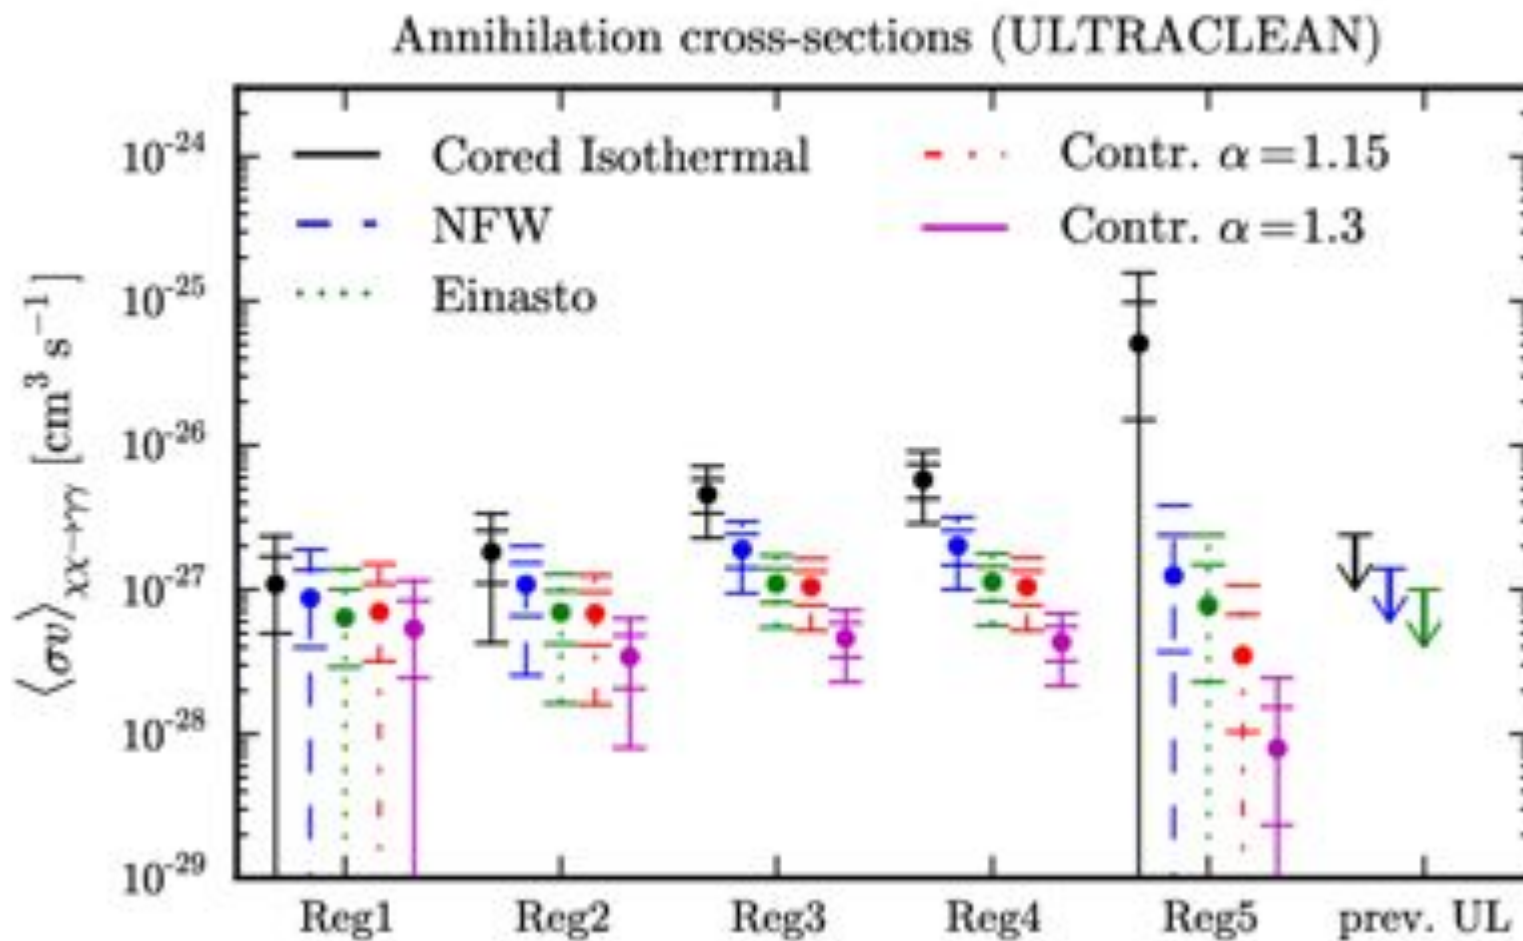 Annihilation cross-sections (ULTRACLEAN)
Cored Isothermal
NFW
Einasto
Contr. α=1.15
Contr. α=1.3
⟨σv⟩χχ→γγ [cm³ s⁻¹]
10⁻²⁴
10⁻²⁵
10⁻²⁶
10⁻²⁷
10⁻²⁸
10⁻²⁹
Reg1 Reg2 Reg3 Reg4 Reg5 prev. UL